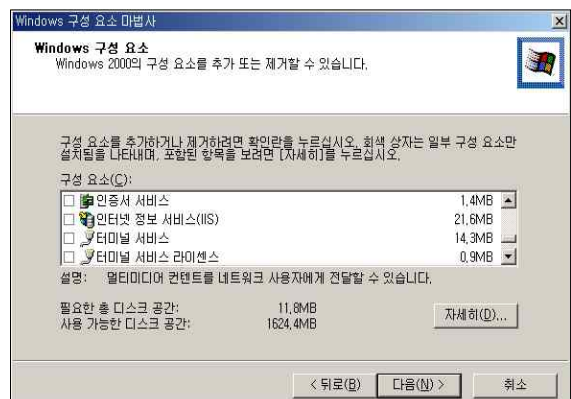 Windows 구성 요소 마법사
Windows 구성 요소
Windows 2000의 구성 요소를 추가 또는 제거할 수 있습니다.
구성 요소를 추가하거나 제거하려면 확인란을 누르십시오. 회색 상자는 일부 구성 요소만
설치됨을 나타내며, 포함된 항목을 보려면 [자세히]를 누르십시오.
구성 요소(C):
인증서 서비스 1.4MB
인터넷 정보 서비스(IIS) 21.6MB
터미널 서비스 14.3MB
터미널 서비스 라이센스 0.9MB
설명: 멀티미디어 컨텐트를 네트워크 사용자에게 전달할 수 있습니다.
필요한 총 디스크 공간: 11.8MB
사용 가능한 디스크 공간: 1624.4MB
자세히(D)...
< 뒤로(B) 다음(N) > 취소